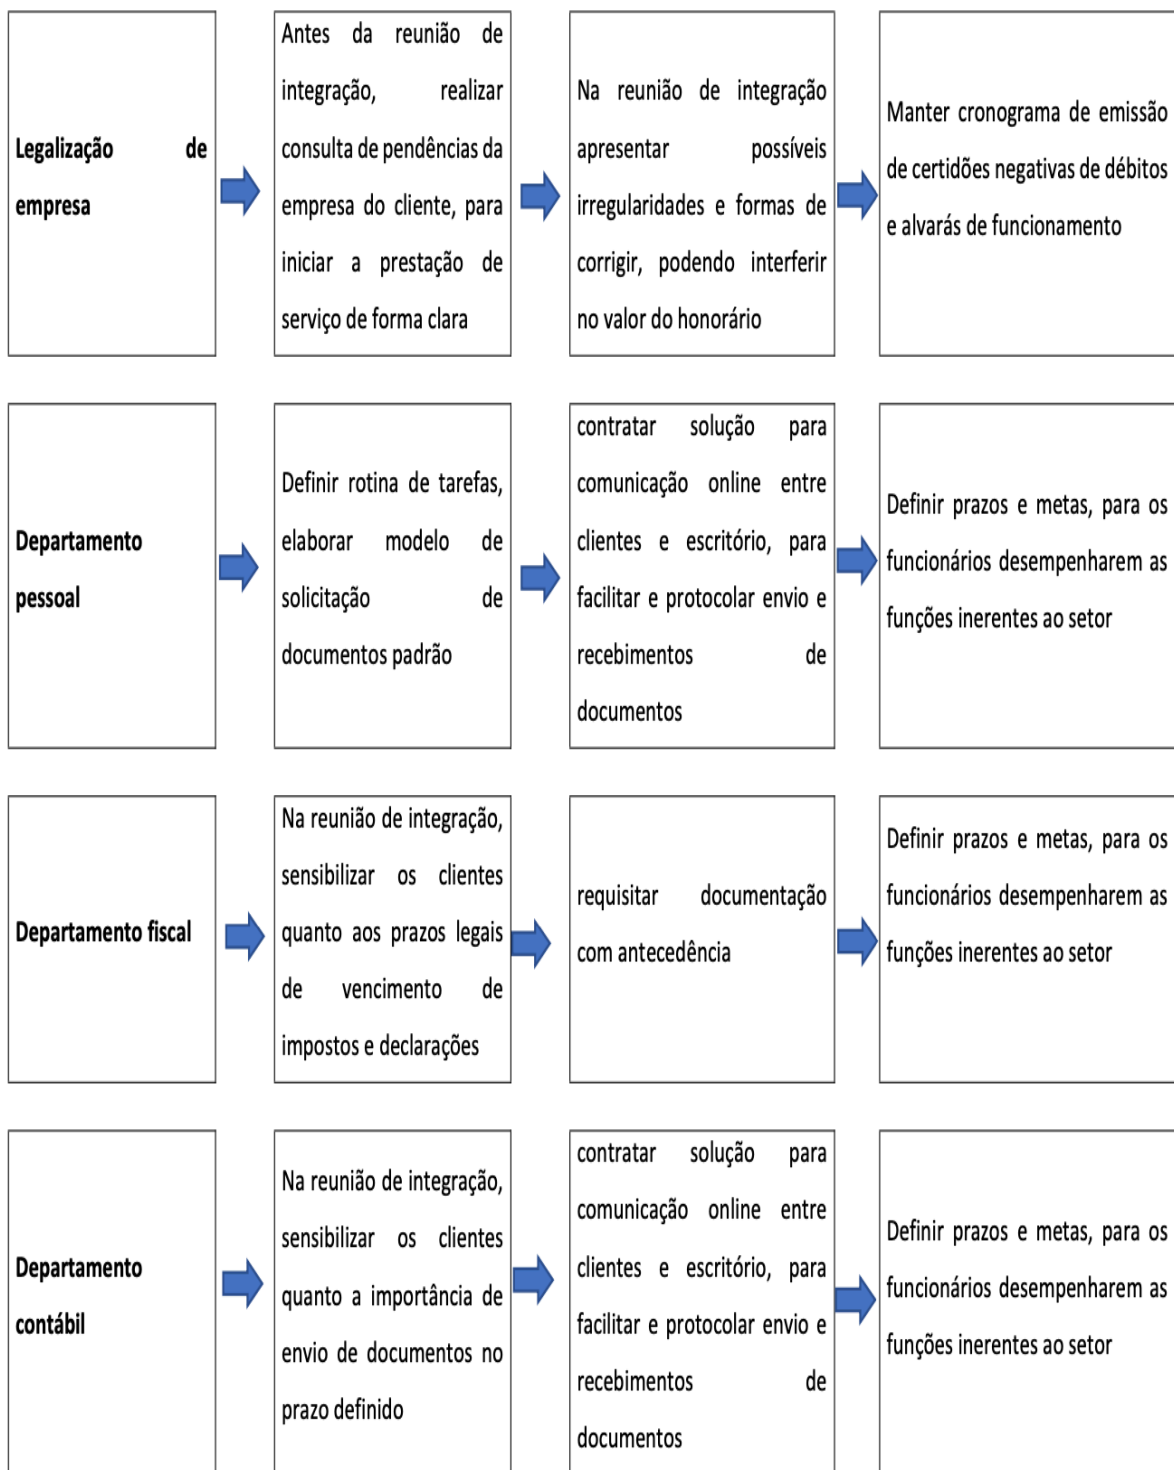 Legalização de
empresa
Antes da reunião de
integração, realizar
consulta de pendências da
empresa do cliente, para
iniciar a prestação de
serviço de forma clara
Na reunião de integração
apresentar possíveis
irregularidades e formas de
corrigir, podendo interferir
no valor do honorário
Manter cronograma de emissão
de certidões negativas de débitos
e alvarás de funcionamento
Departamento
pessoal
Definir rotina de tarefas,
elaborar modelo de
solicitação de
documentos padrão
contratar solução para
comunicação online entre
clientes e escritório, para
facilitar e protocolar envio e
recebimentos de
documentos
Definir prazos e metas, para os
funcionários desempenharem as
funções inerentes ao setor
Departamento fiscal
Na reunião de integração,
sensibilizar os clientes
quanto aos prazos legais
de vencimento de
impostos e declarações
requisitar documentação
com antecedência
Definir prazos e metas, para os
funcionários desempenharem as
funções inerentes ao setor
Departamento
contábil
Na reunião de integração,
sensibilizar os clientes
quanto a importância de
envio de documentos no
prazo definido
contratar solução para
comunicação online entre
clientes e escritório, para
facilitar e protocolar envio e
recebimentos de
documentos
Definir prazos e metas, para os
funcionários desempenharem as
funções inerentes ao setor